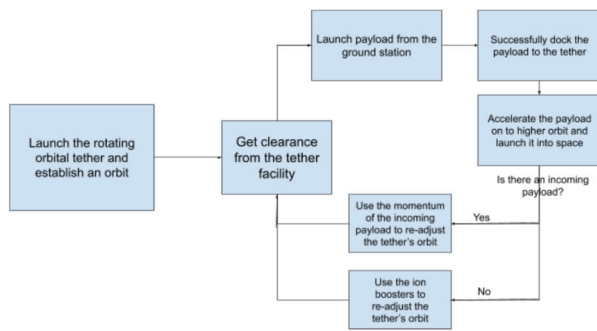 Launch payload from the
ground station
Successfully dock the
payload to the tether
Launch the rotating
orbital tether and
establish an orbit
Get clearance
from the tether
facility
Accelerate the payload
on to higher orbit and
launch it into space
Is there an incoming
payload?
Use the momentum
of the incoming
payload to re-adjust
the tether's orbit
Yes
Use the ion
boosters to
re-adjust the
tether's orbit
No